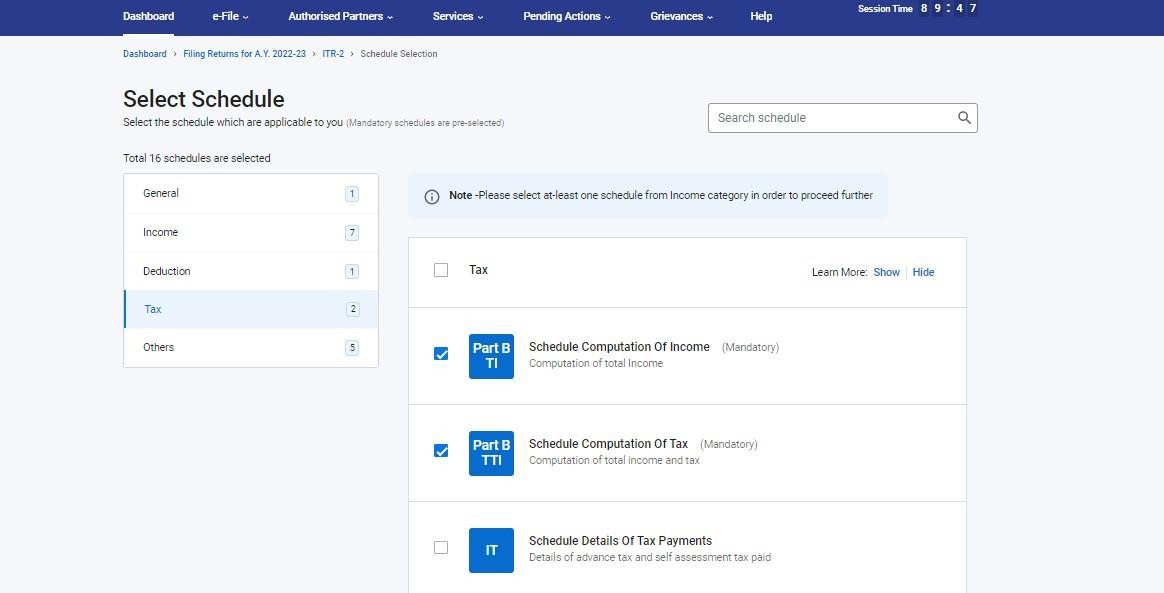 Dashboard e-File Authorised Partners Services Pending Actions Grievances Help Session Time 8 9 : 4 7
Dashboard > Filing Returns for A.Y. 2022-23 > ITR-2 > Schedule Selection
Select Schedule
Select the schedule which are applicable to you (Mandatory schedules are pre-selected)
Search schedule
Total 16 schedules are selected
General 1
Income 7
Deduction 1
Tax 2
Others 5
Note -Please select at-least one schedule from Income category in order to proceed further
Tax Learn More: Show Hide
Part B
TI
Schedule Computation Of Income (Mandatory)
Computation of total Income
Part B
TTI
Schedule Computation Of Tax (Mandatory)
Computation of total income and tax
IT
Schedule Details Of Tax Payments
Details of advance tax and self assessment tax paid